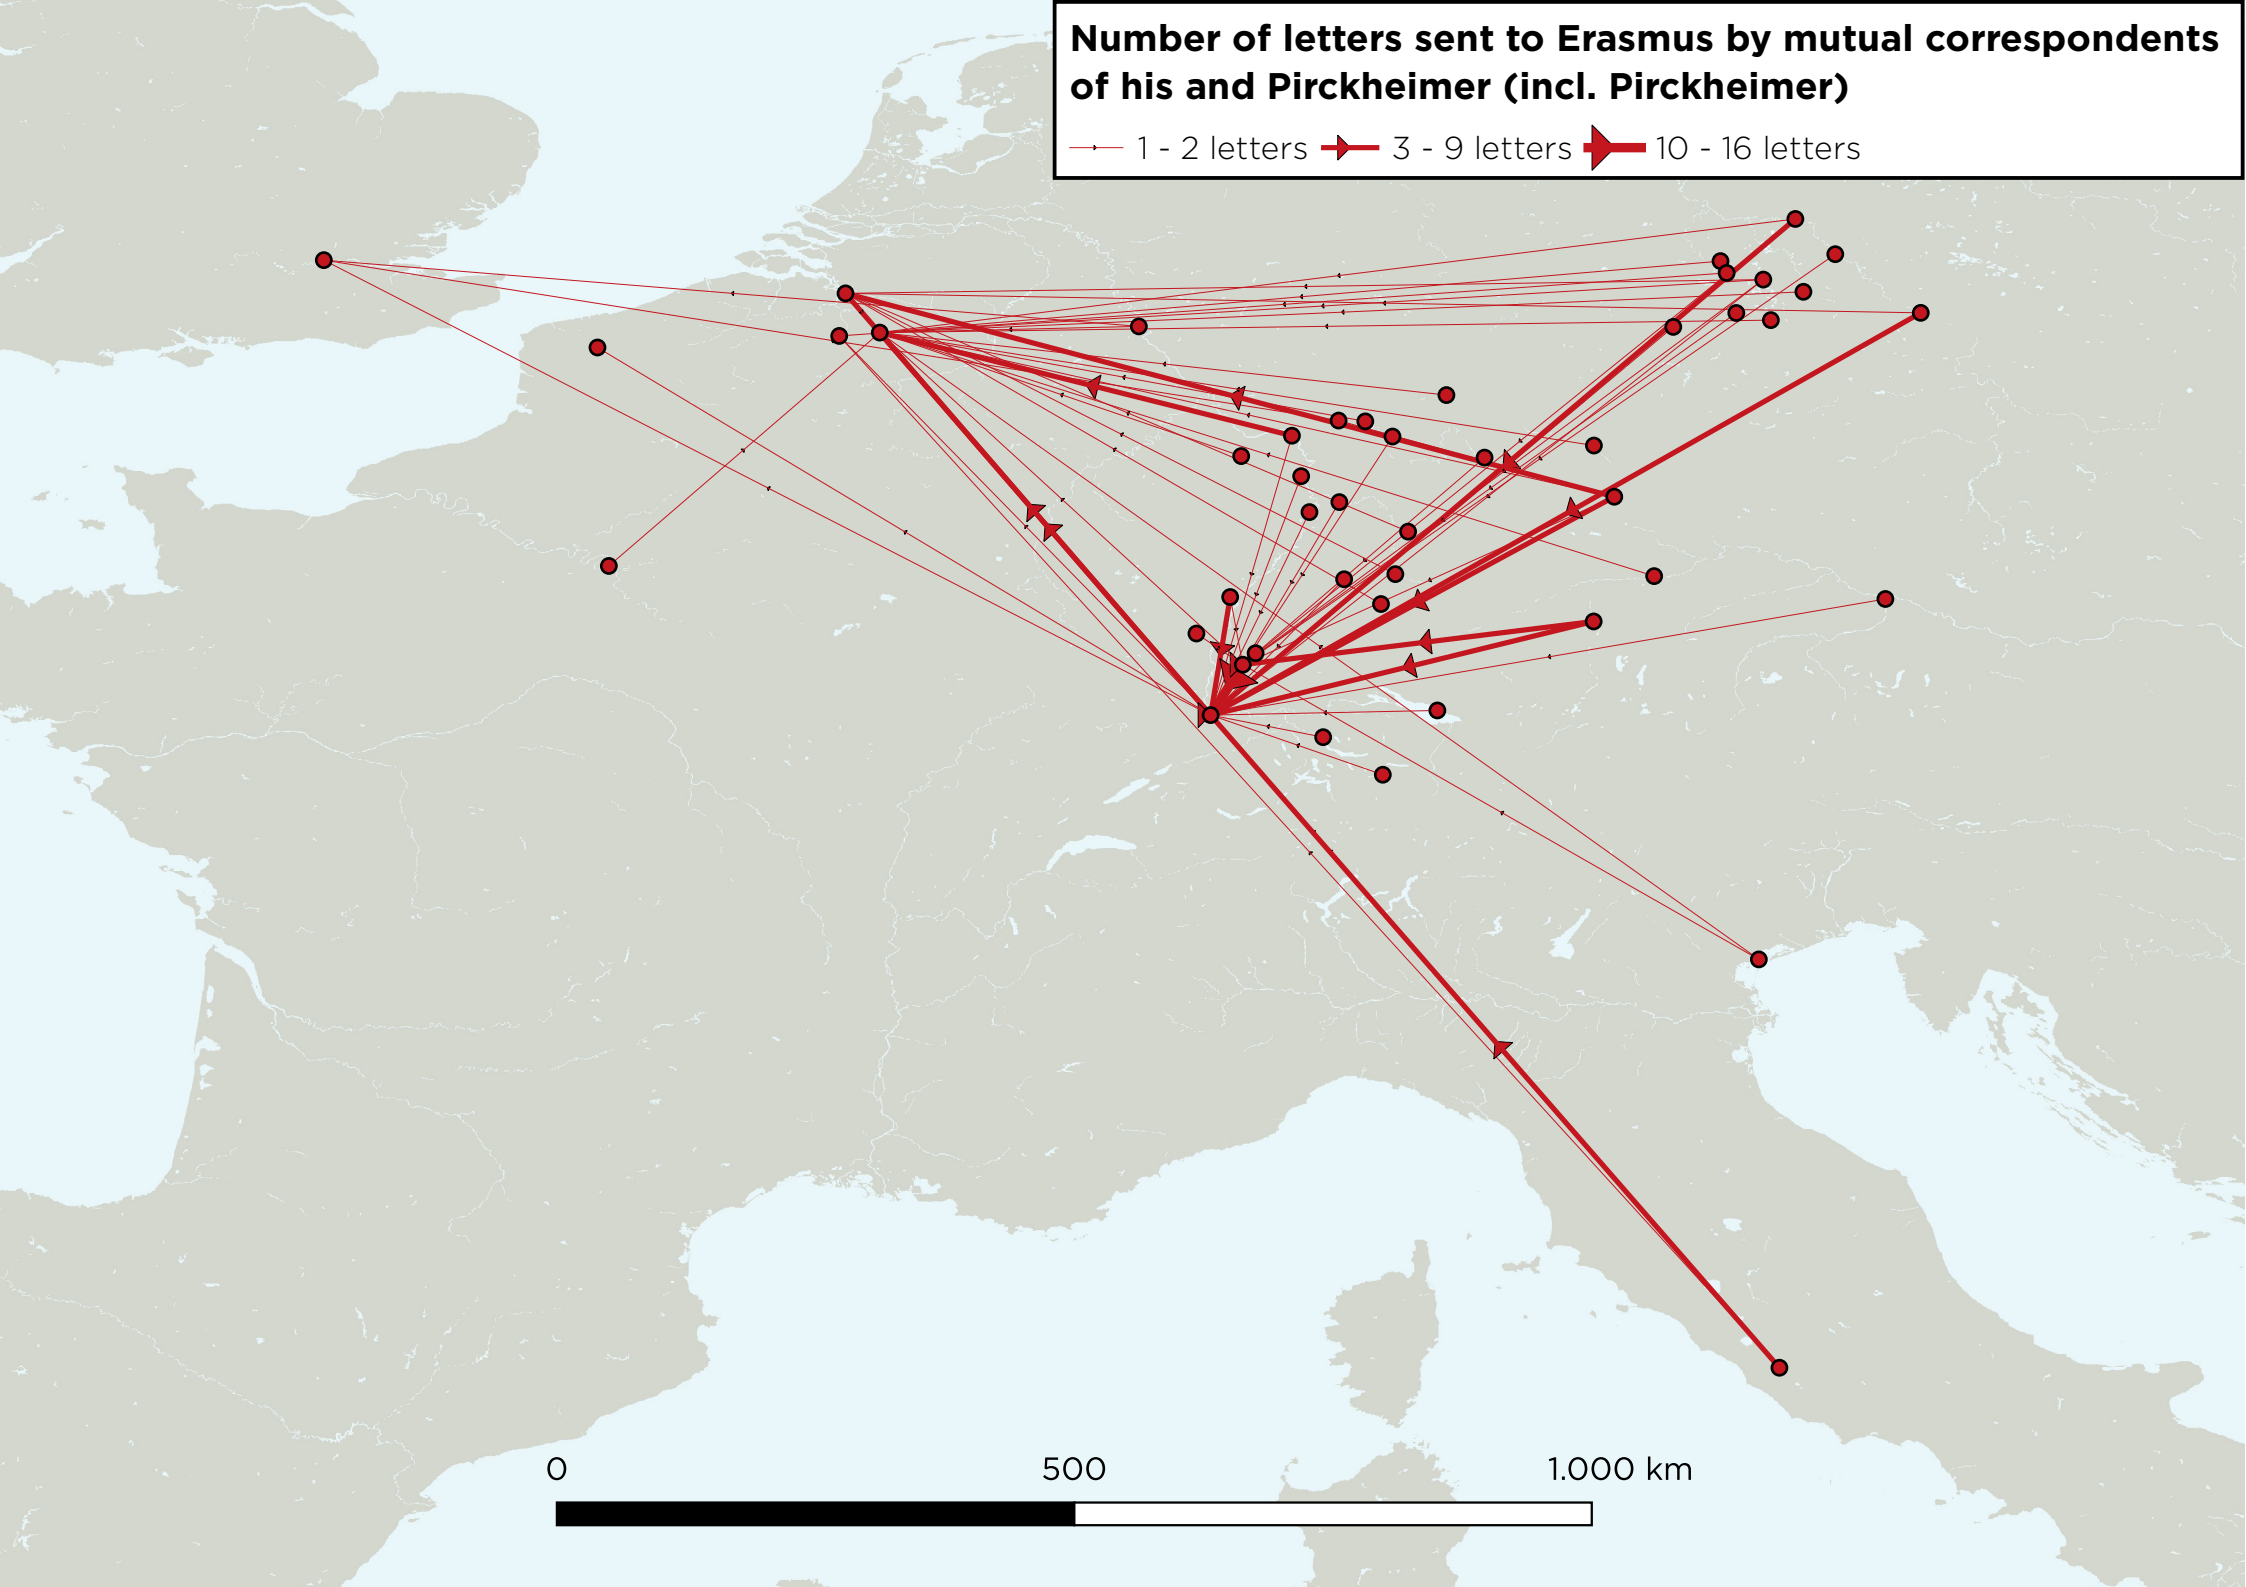 Number of letters sent to Erasmus by mutual correspondents
of his and Pirckheimer (incl. Pirckheimer)
1 - 2 letters 3 - 9 letters 10 - 16 letters
0 500 1.000 km